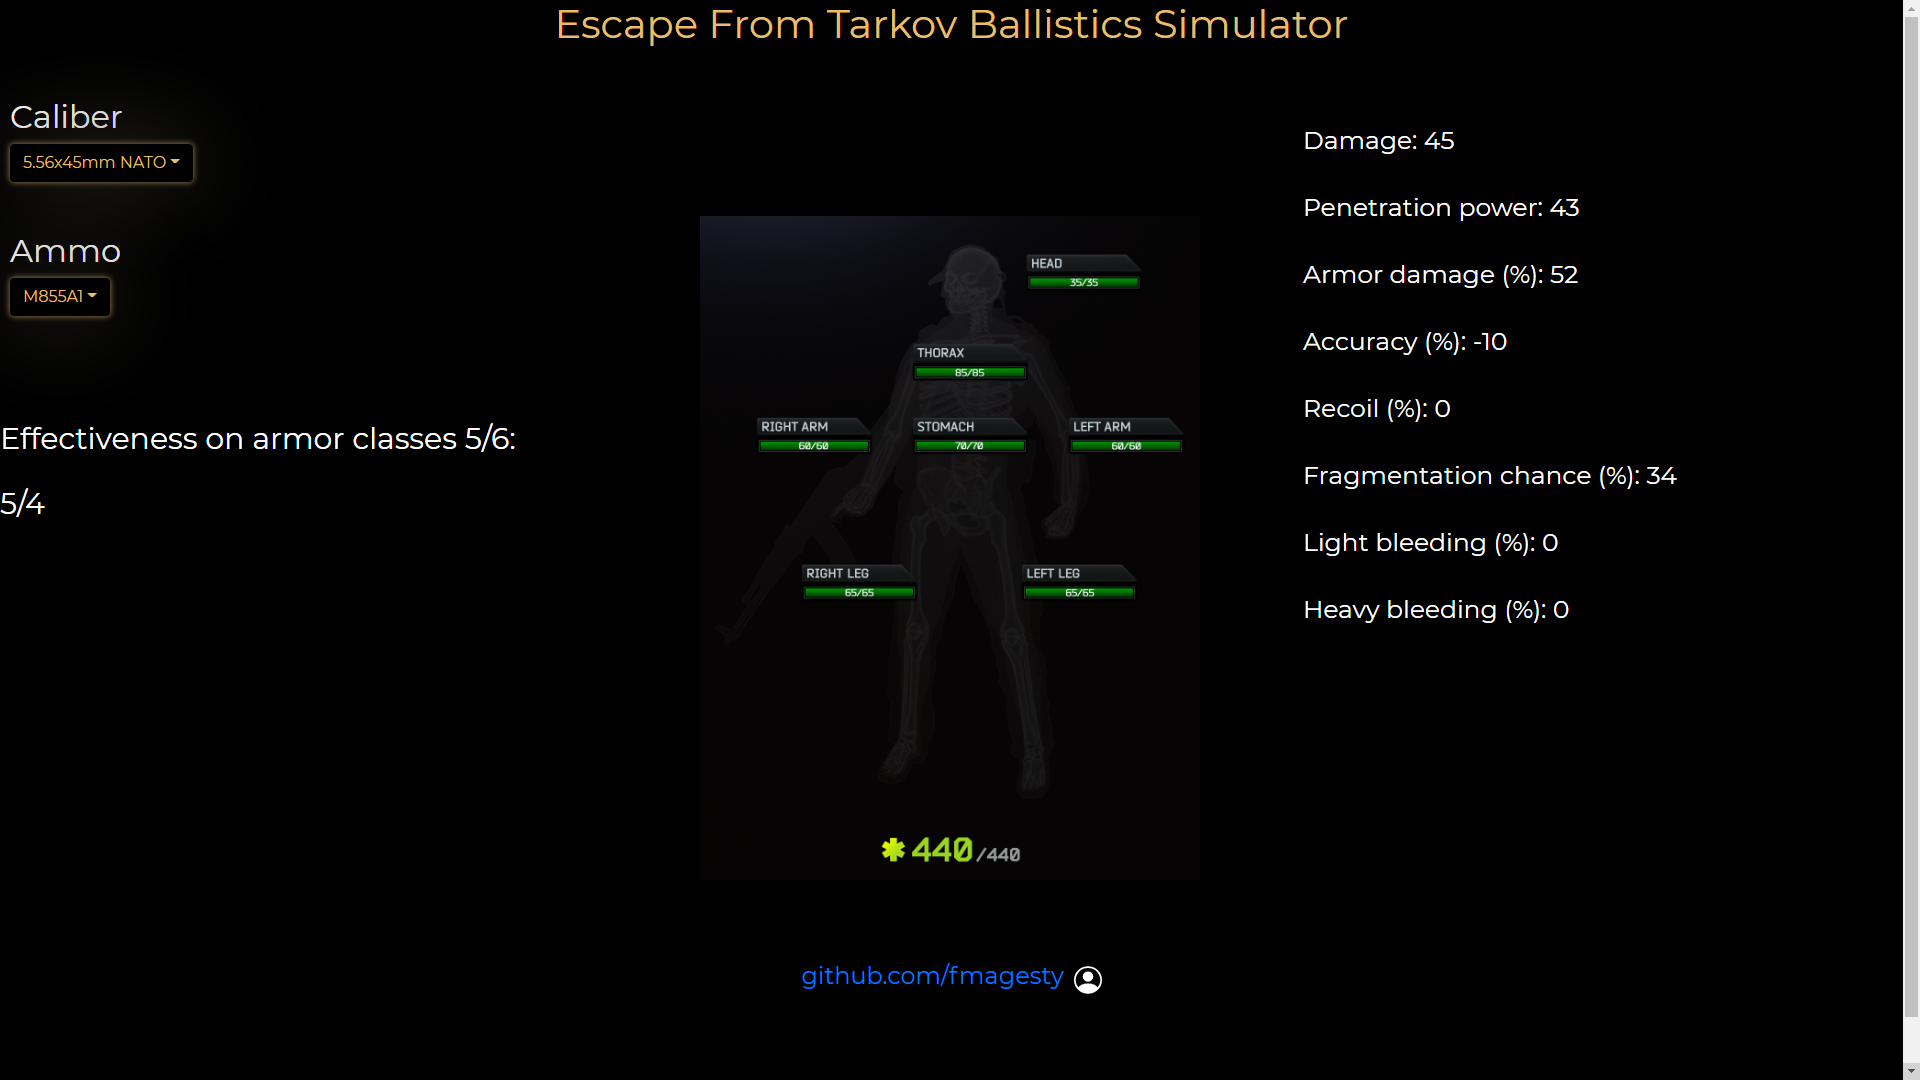 Escape From Tarkov Ballistics Simulator
Caliber
5.56x45mm NATO
Ammo
M855A1
Effectiveness on armor classes 5/6:
5/4
HEAD
35/35
THORAX
85/85
RIGHT ARM
60/60
STOMACH
70/70
LEFT ARM
60/60
RIGHT LEG
65/65
LEFT LEG
65/65
440/440
Damage: 45
Penetration power: 43
Armor damage (%): 52
Accuracy (%): -10
Recoil (%): 0
Fragmentation chance (%): 34
Light bleeding (%): 0
Heavy bleeding (%): 0
github.com/fmagesty